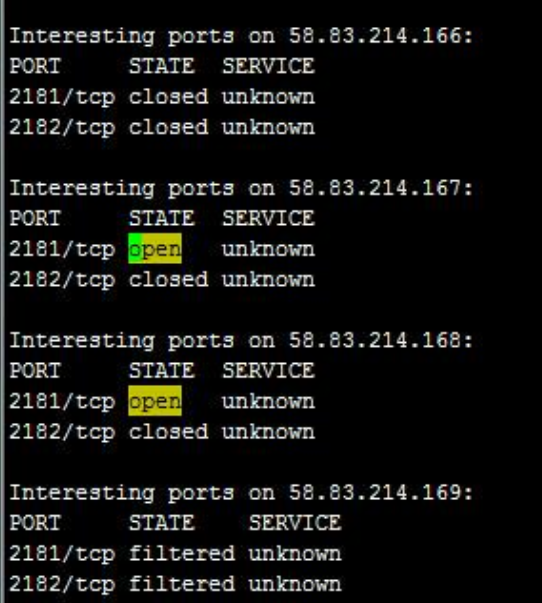 Interesting ports on 58.83.214.166:
PORT     STATE  SERVICE
2181/tcp closed unknown
2182/tcp closed unknown
Interesting ports on 58.83.214.167:
PORT     STATE  SERVICE
2181/tcp open   unknown
2182/tcp closed unknown
Interesting ports on 58.83.214.168:
PORT     STATE  SERVICE
2181/tcp open   unknown
2182/tcp closed unknown
Interesting ports on 58.83.214.169:
PORT     STATE    SERVICE
2181/tcp filtered unknown
2182/tcp filtered unknown